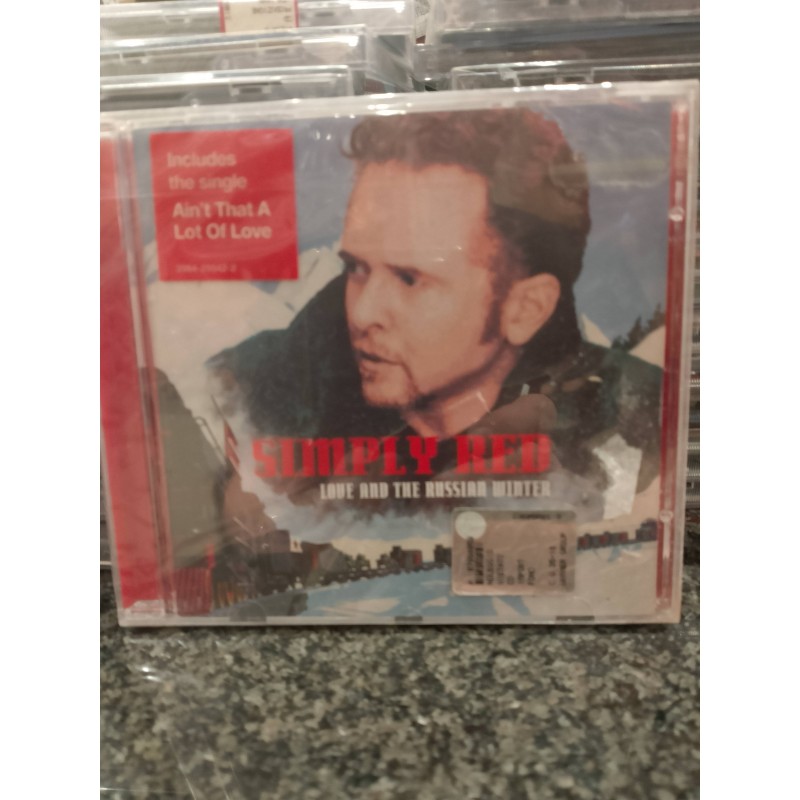 Includes
the single
Ain't That A
Lot Of Love
SIMPLY RED
LOVE AND THE RUSSIAN WINTER